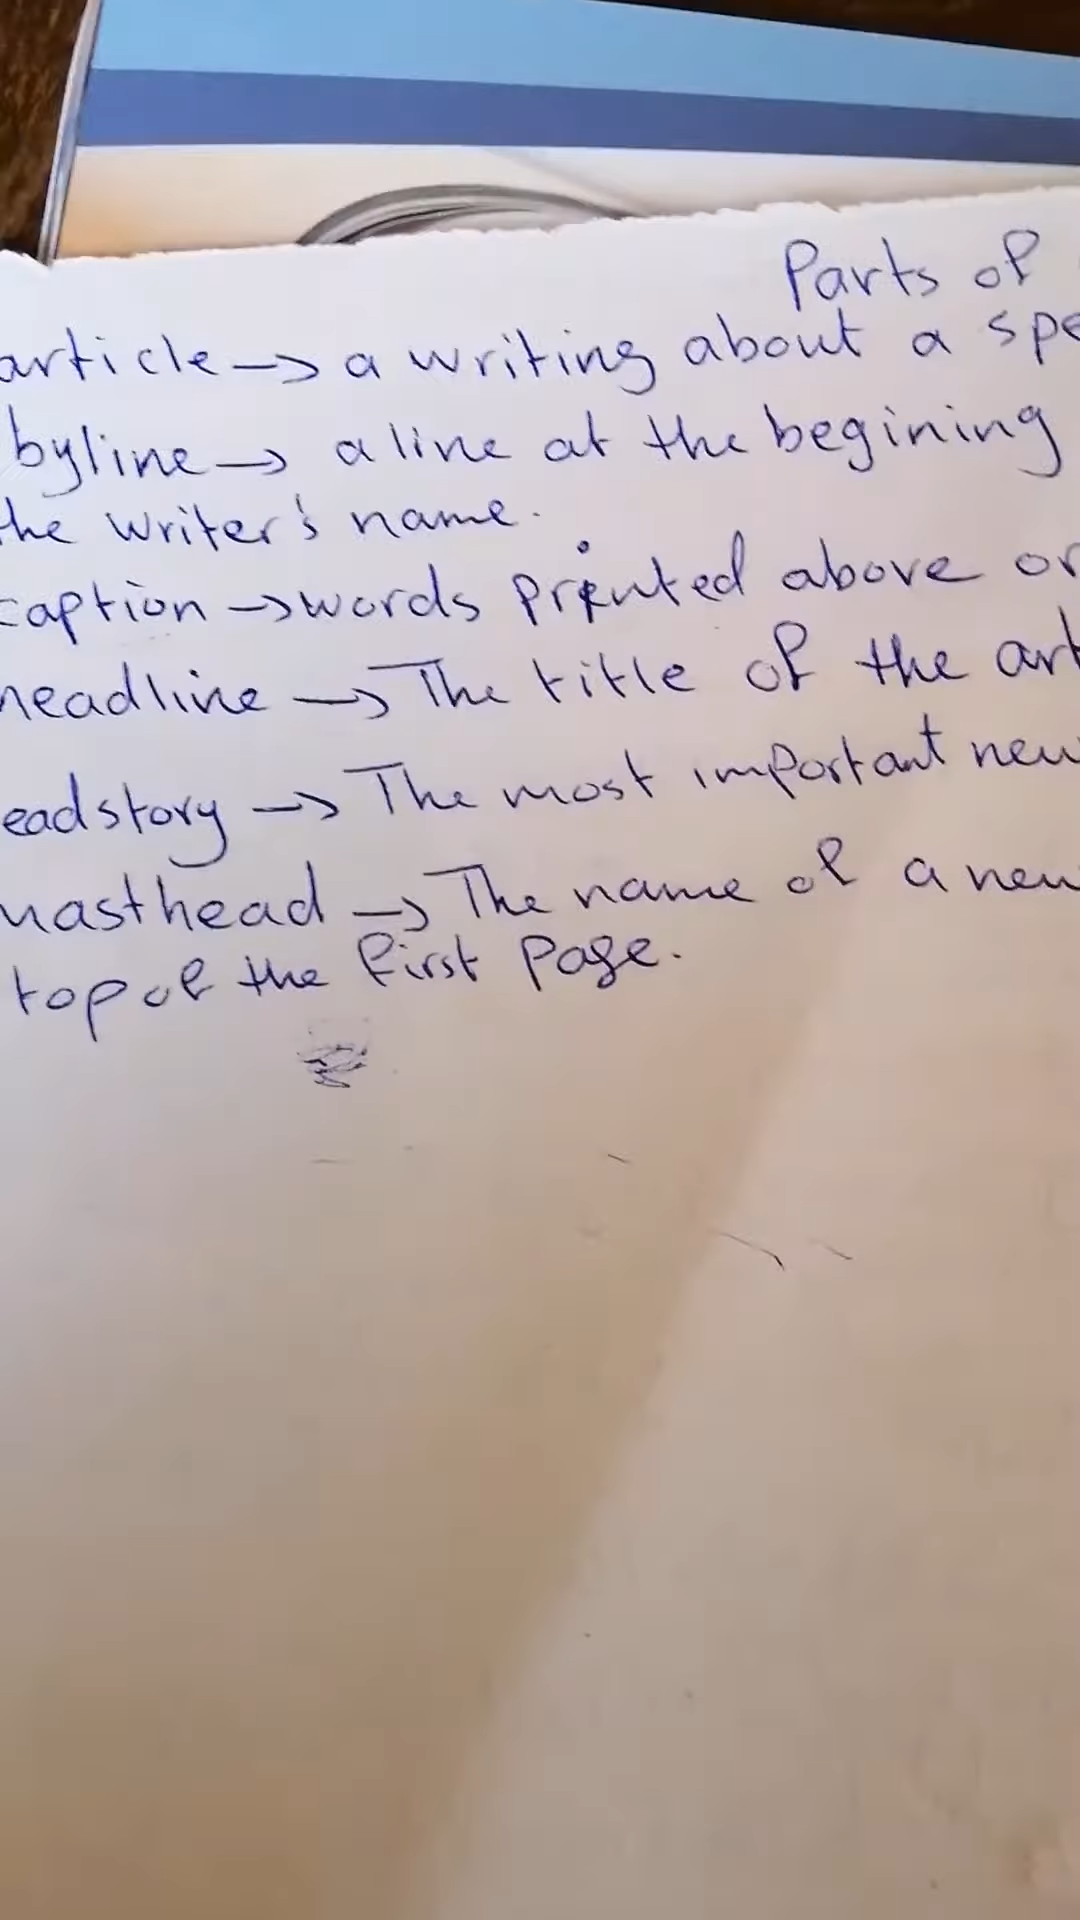 Parts of
article → a writing about a spe
byline → a line at the begining
the writer's name.
caption → words printed above or
headline → The title of the art
eadstory → The most important new
masthead → The name of a new
top of the first page.